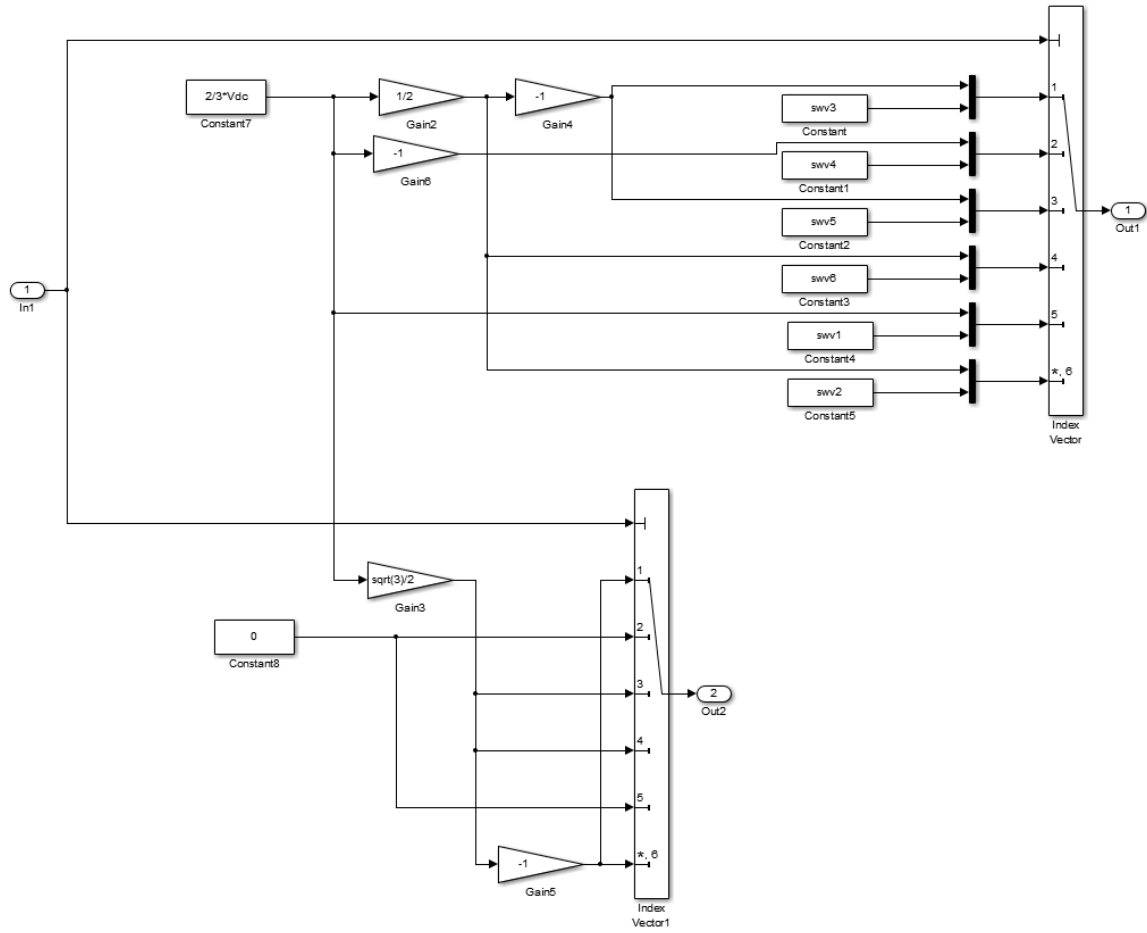 1
In1
2/3*Vdc
Constant7
1/2
Gain2
-1
Gain4
-1
Gain6
swv3
Constant
swv4
Constant1
swv5
Constant2
swv6
Constant3
swv1
Constant4
swv2
Constant5
1
2
3
4
5
*, 6
Index
Vector
1
Out1
sqrt(3)/2
Gain3
0
Constant8
-1
Gain5
1
2
3
4
5
*, 6
Index
Vector1
2
Out2